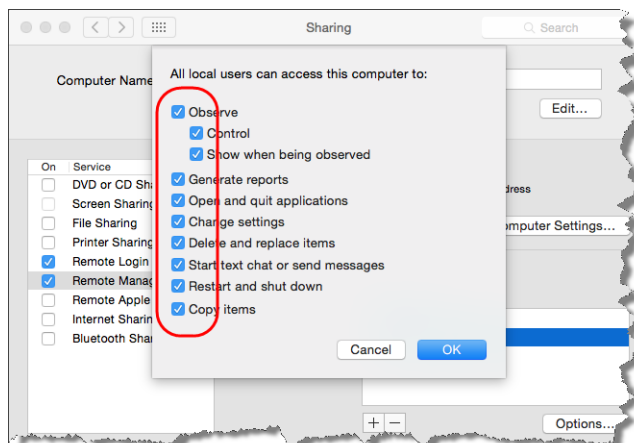 Sharing
Search
Computer Name
Edit...
All local users can access this computer to:
Observe
Control
Show when being observed
Generate reports
Open and quit applications
Change settings
Delete and replace items
Start text chat or send messages
Restart and shut down
Copy items
Cancel
OK
On Service
DVD or CD Sh
Screen Sharing
File Sharing
Printer Sharing
Remote Login
Remote Manag
Remote Apple
Internet Sharin
Bluetooth Sha
dress
omputer Settings...
+ −
Options...